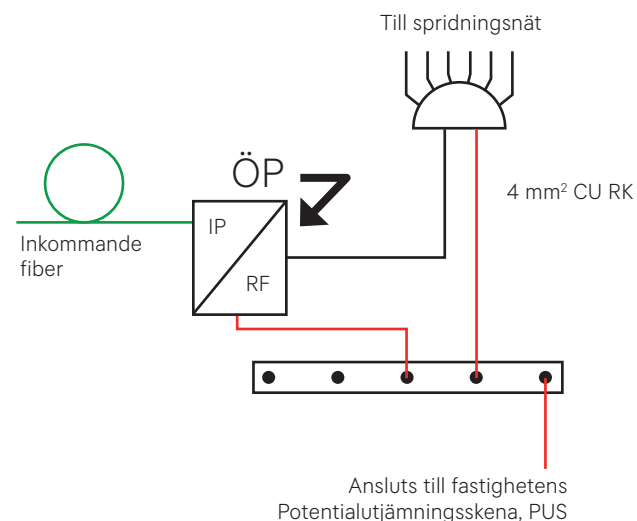 Till spridningsnät
ÖP
4 mm² CU RK
IP
Inkommande
fiber
RF
Ansluts till fastighetens
Potentialutjämningsskena, PUS